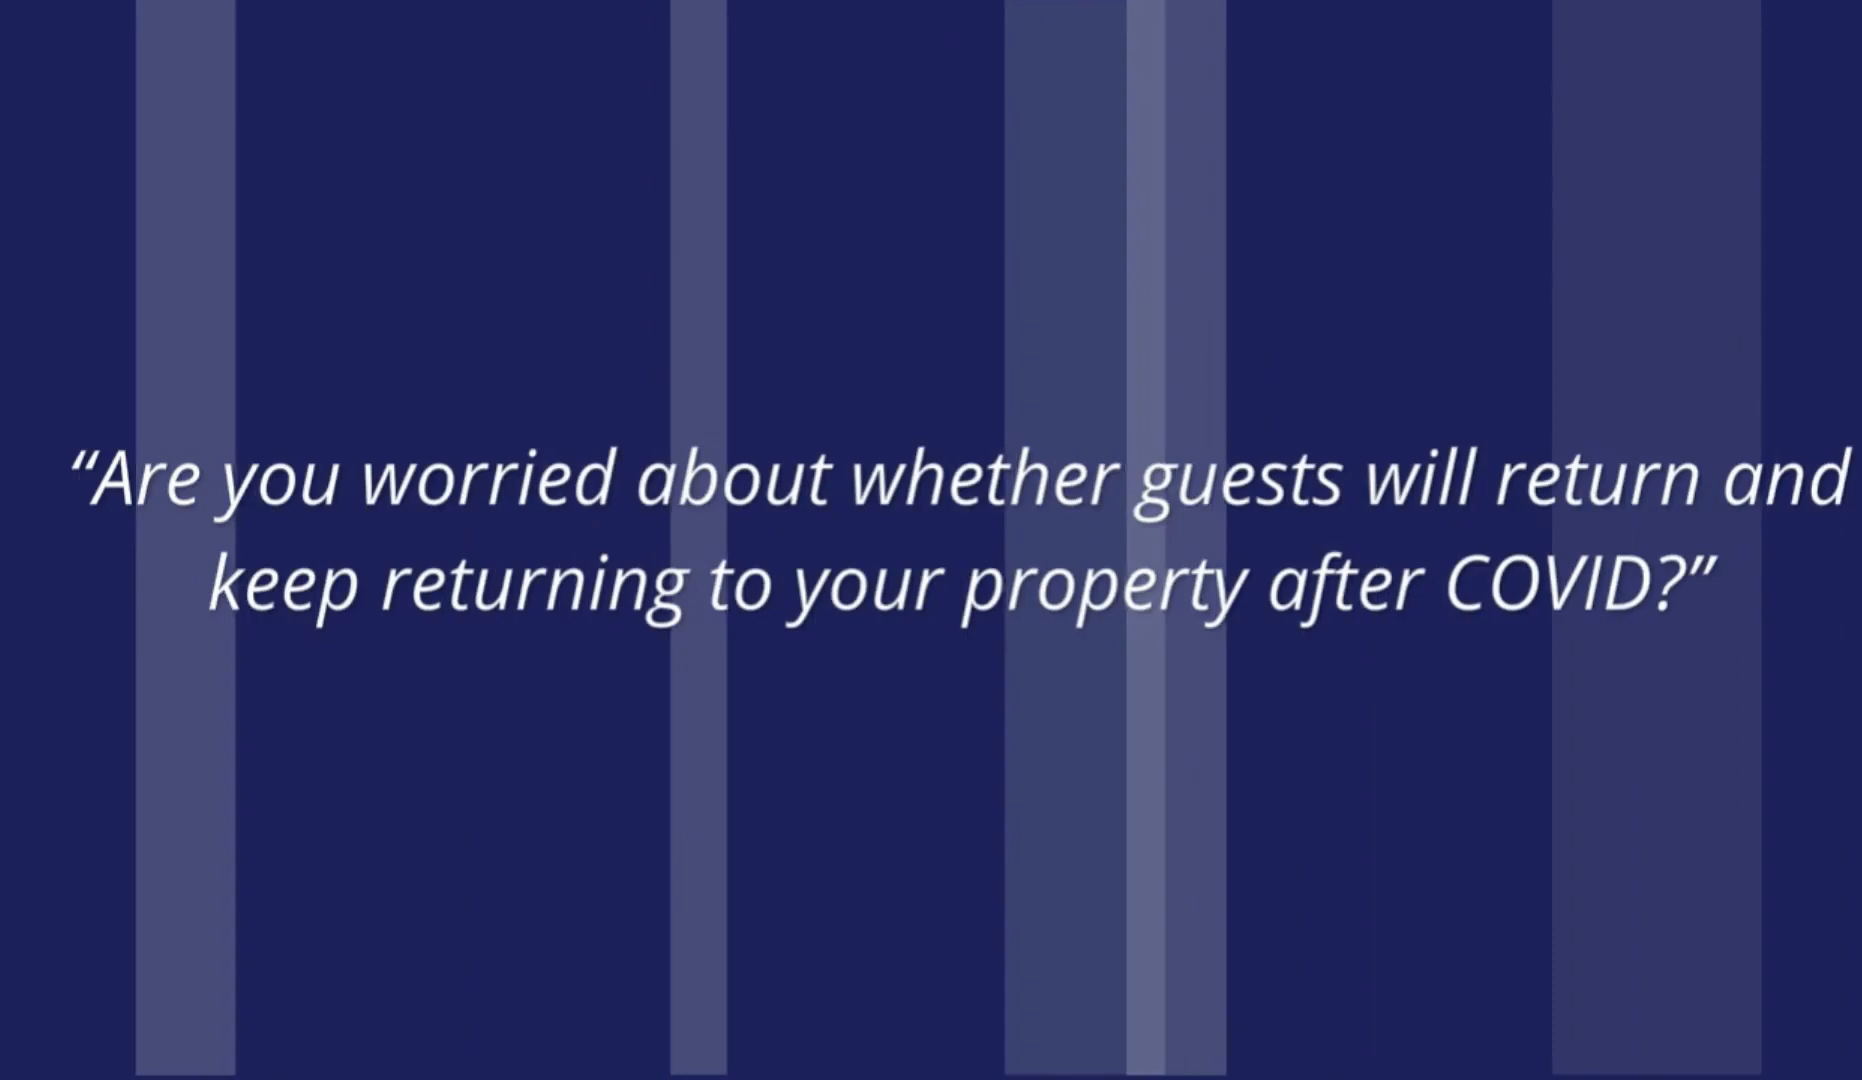 “Are you worried about whether guests will return and
keep returning to your property after COVID?”